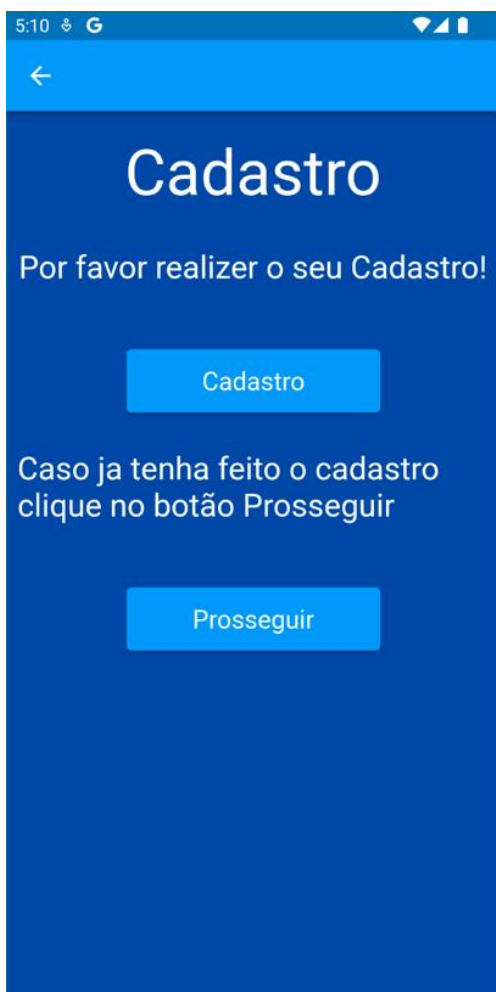 5:10 G
Cadastro
Por favor realizer o seu Cadastro!
Cadastro
Caso ja tenha feito o cadastro
clique no botão Prosseguir
Prosseguir